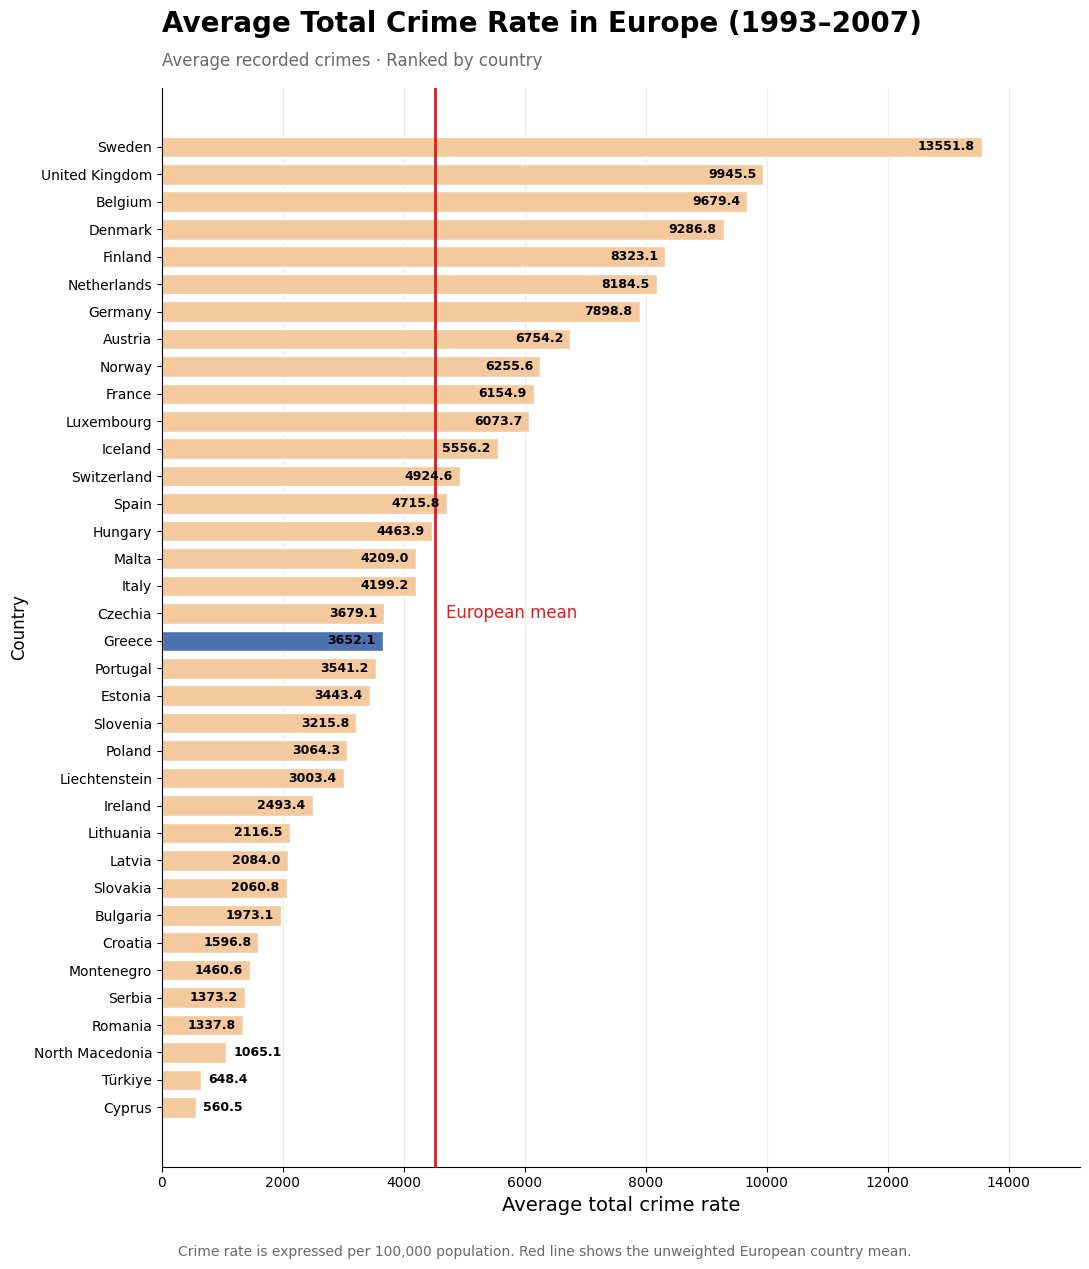 Average Total Crime Rate in Europe (1993–2007)
Average recorded crimes · Ranked by country
Country
Sweden 13551.8
United Kingdom 9945.5
Belgium 9679.4
Denmark 9286.8
Finland 8323.1
Netherlands 8184.5
Germany 7898.8
Austria 6754.2
Norway 6255.6
France 6154.9
Luxembourg 6073.7
Iceland 5556.2
Switzerland 4924.6
Spain 4715.8
Hungary 4463.9
Malta 4209.0
Italy 4199.2
Czechia 3679.1 European mean
Greece 3652.1
Portugal 3541.2
Estonia 3443.4
Slovenia 3215.8
Poland 3064.3
Liechtenstein 3003.4
Ireland 2493.4
Lithuania 2116.5
Latvia 2084.0
Slovakia 2060.8
Bulgaria 1973.1
Croatia 1596.8
Montenegro 1460.6
Serbia 1373.2
Romania 1337.8
North Macedonia 1065.1
Türkiye 648.4
Cyprus 560.5
0 2000 4000 6000 8000 10000 12000 14000
Average total crime rate
Crime rate is expressed per 100,000 population. Red line shows the unweighted European country mean.